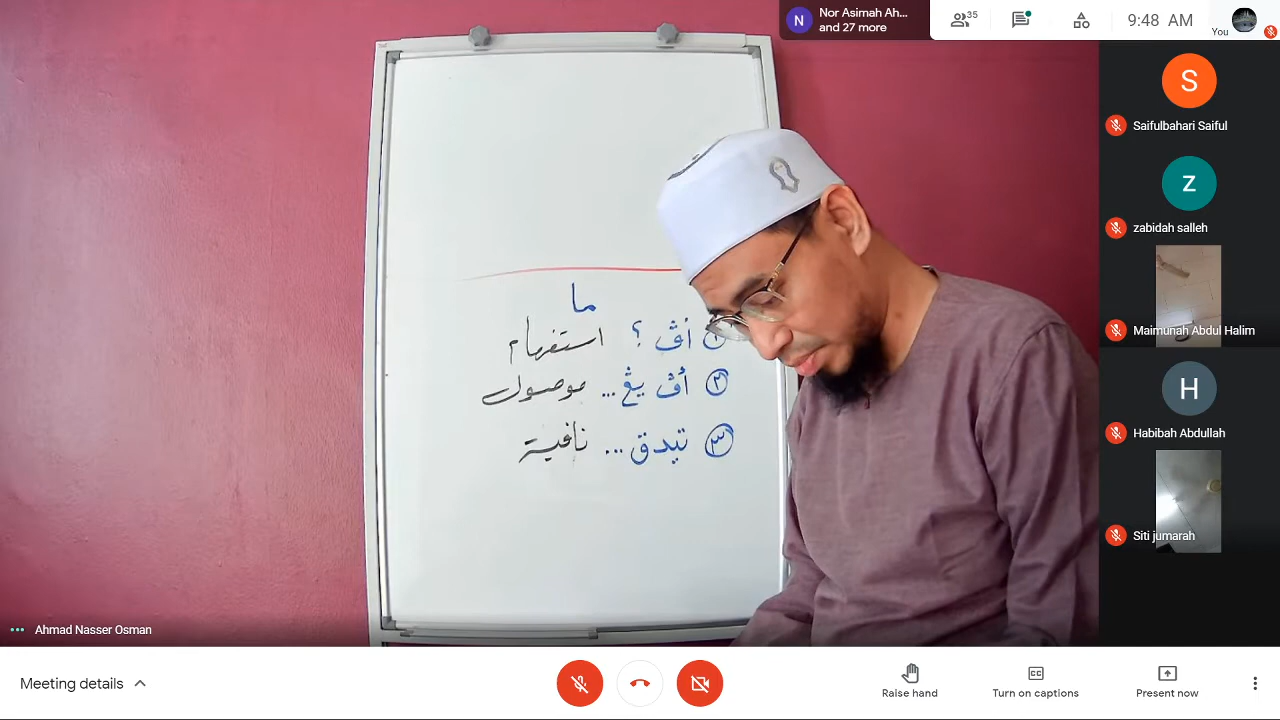 Nor Asimah Ah...
and 27 more
35
9:48 AM
You
N
S
Saifulbahari Saiful
z
zabidah salleh
Maimunah Abdul Halim
H
Habibah Abdullah
Siti jumarah
ما
١ اڤ ؟ استفهام
٢ اڤ يڠ... موصول
٣ تيدق... نافية
Ahmad Nasser Osman
Meeting details
Raise hand
Turn on captions
Present now